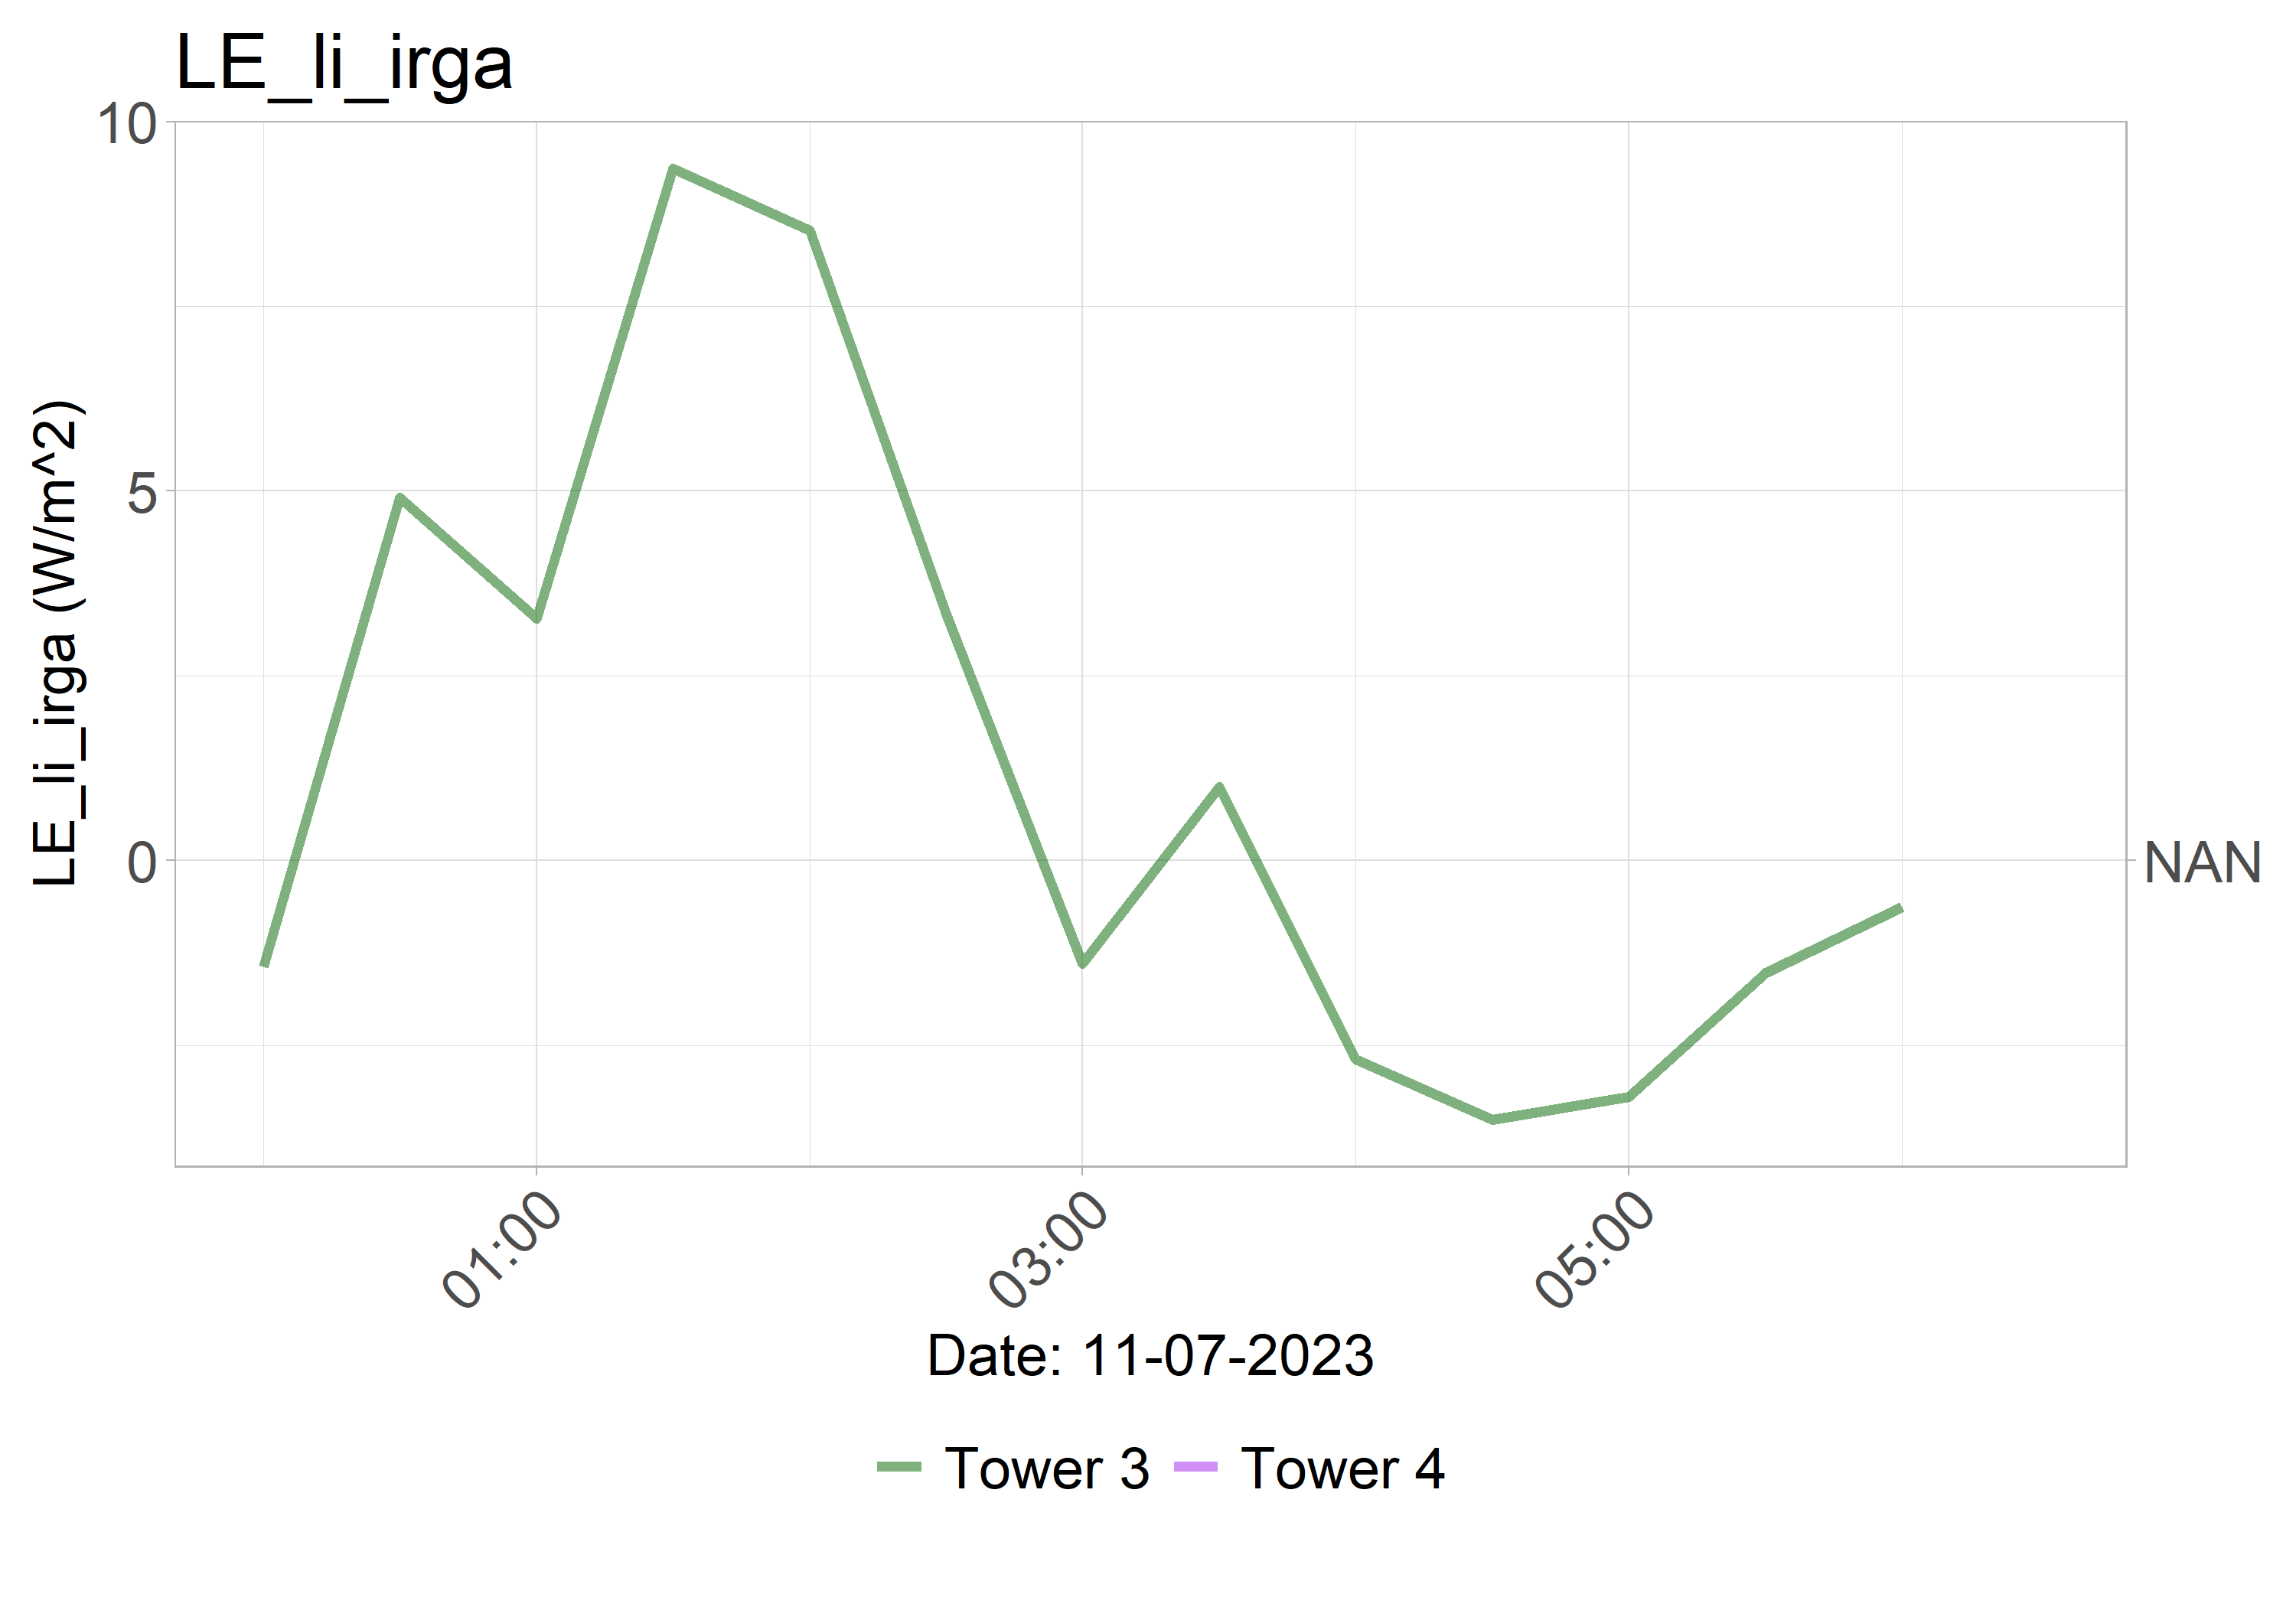 LE_li_irga
10
5
0
LE_li_irga (W/m^2)
NAN
01:00
03:00
05:00
Date: 11-07-2023
Tower 3
Tower 4